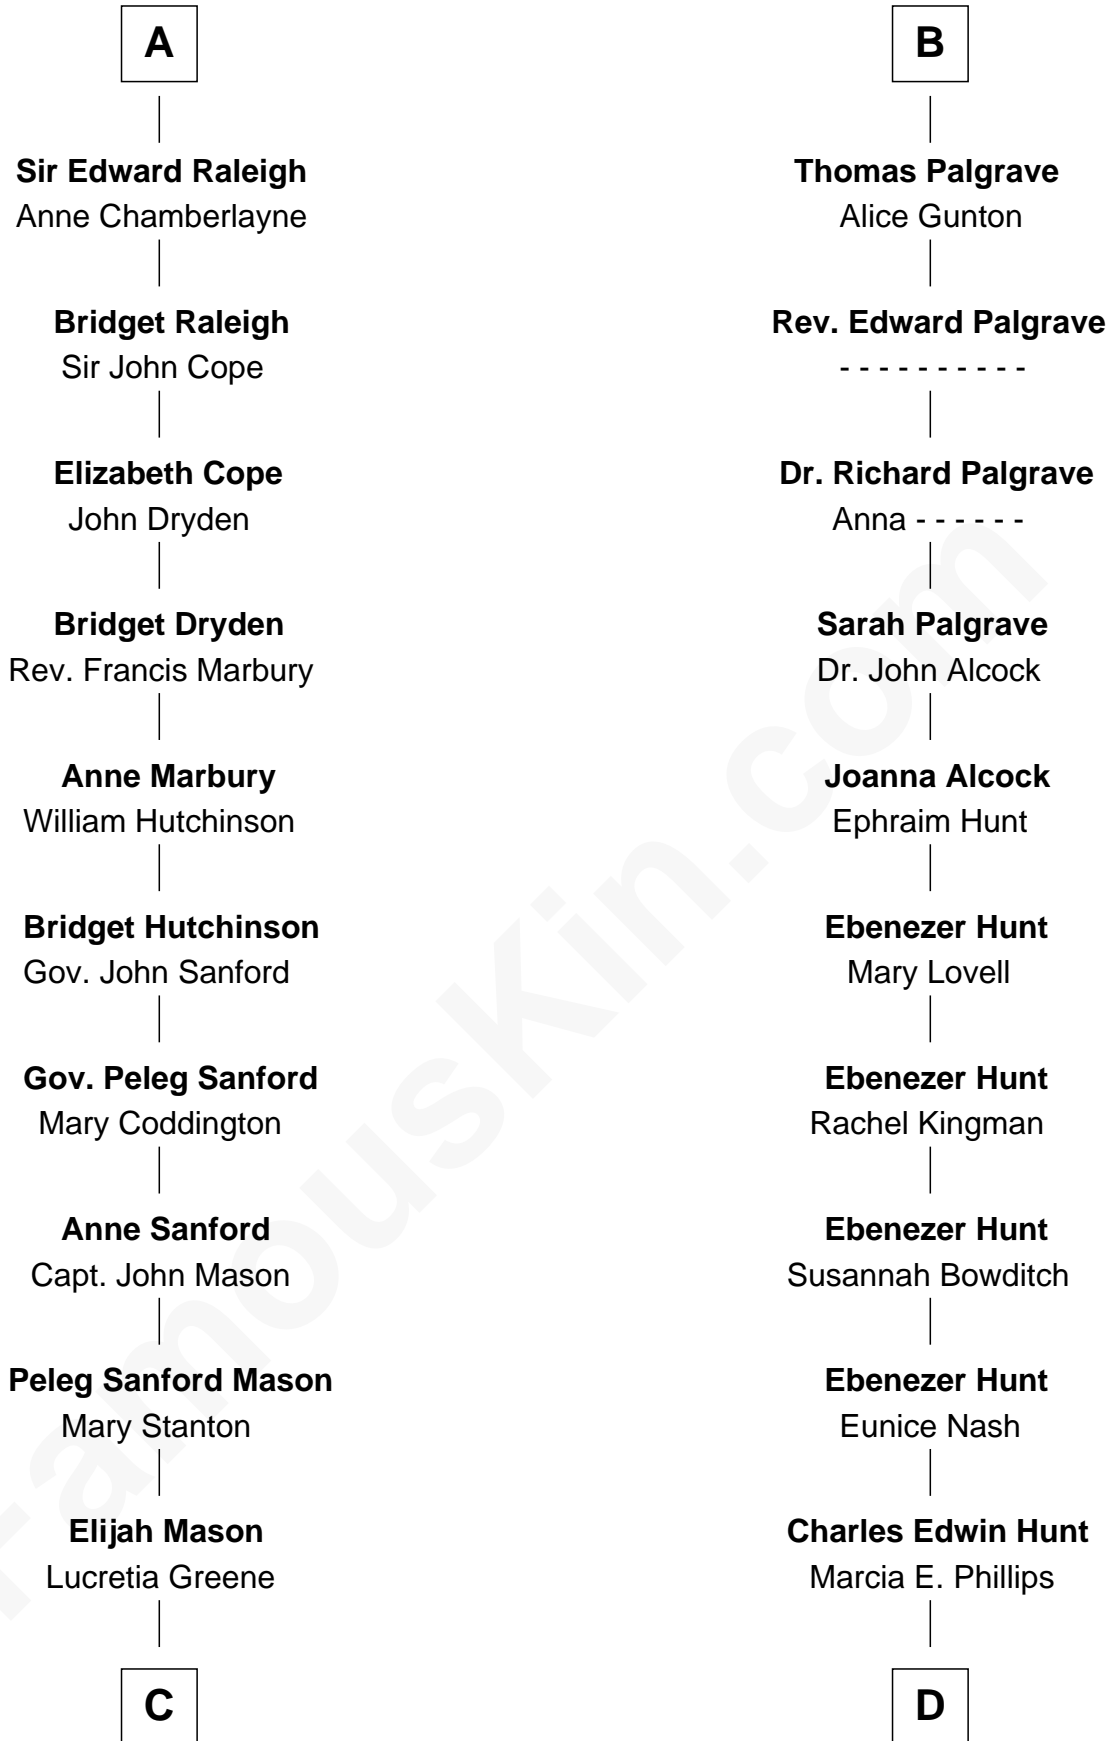 A
Sir Edward Raleigh
Anne Chamberlayne
Bridget Raleigh
Sir John Cope
Elizabeth Cope
John Dryden
Bridget Dryden
Rev. Francis Marbury
Anne Marbury
William Hutchinson
Bridget Hutchinson
Gov. John Sanford
Gov. Peleg Sanford
Mary Coddington
Anne Sanford
Capt. John Mason
Peleg Sanford Mason
Mary Stanton
Elijah Mason
Lucretia Greene
C
B
Thomas Palgrave
Alice Gunton
Rev. Edward Palgrave
- - - - - - - - - -
Dr. Richard Palgrave
Anna - - - - - -
Sarah Palgrave
Dr. John Alcock
Joanna Alcock
Ephraim Hunt
Ebenezer Hunt
Mary Lovell
Ebenezer Hunt
Rachel Kingman
Ebenezer Hunt
Susannah Bowditch
Ebenezer Hunt
Eunice Nash
Charles Edwin Hunt
Marcia E. Phillips
D
FamousKin.com